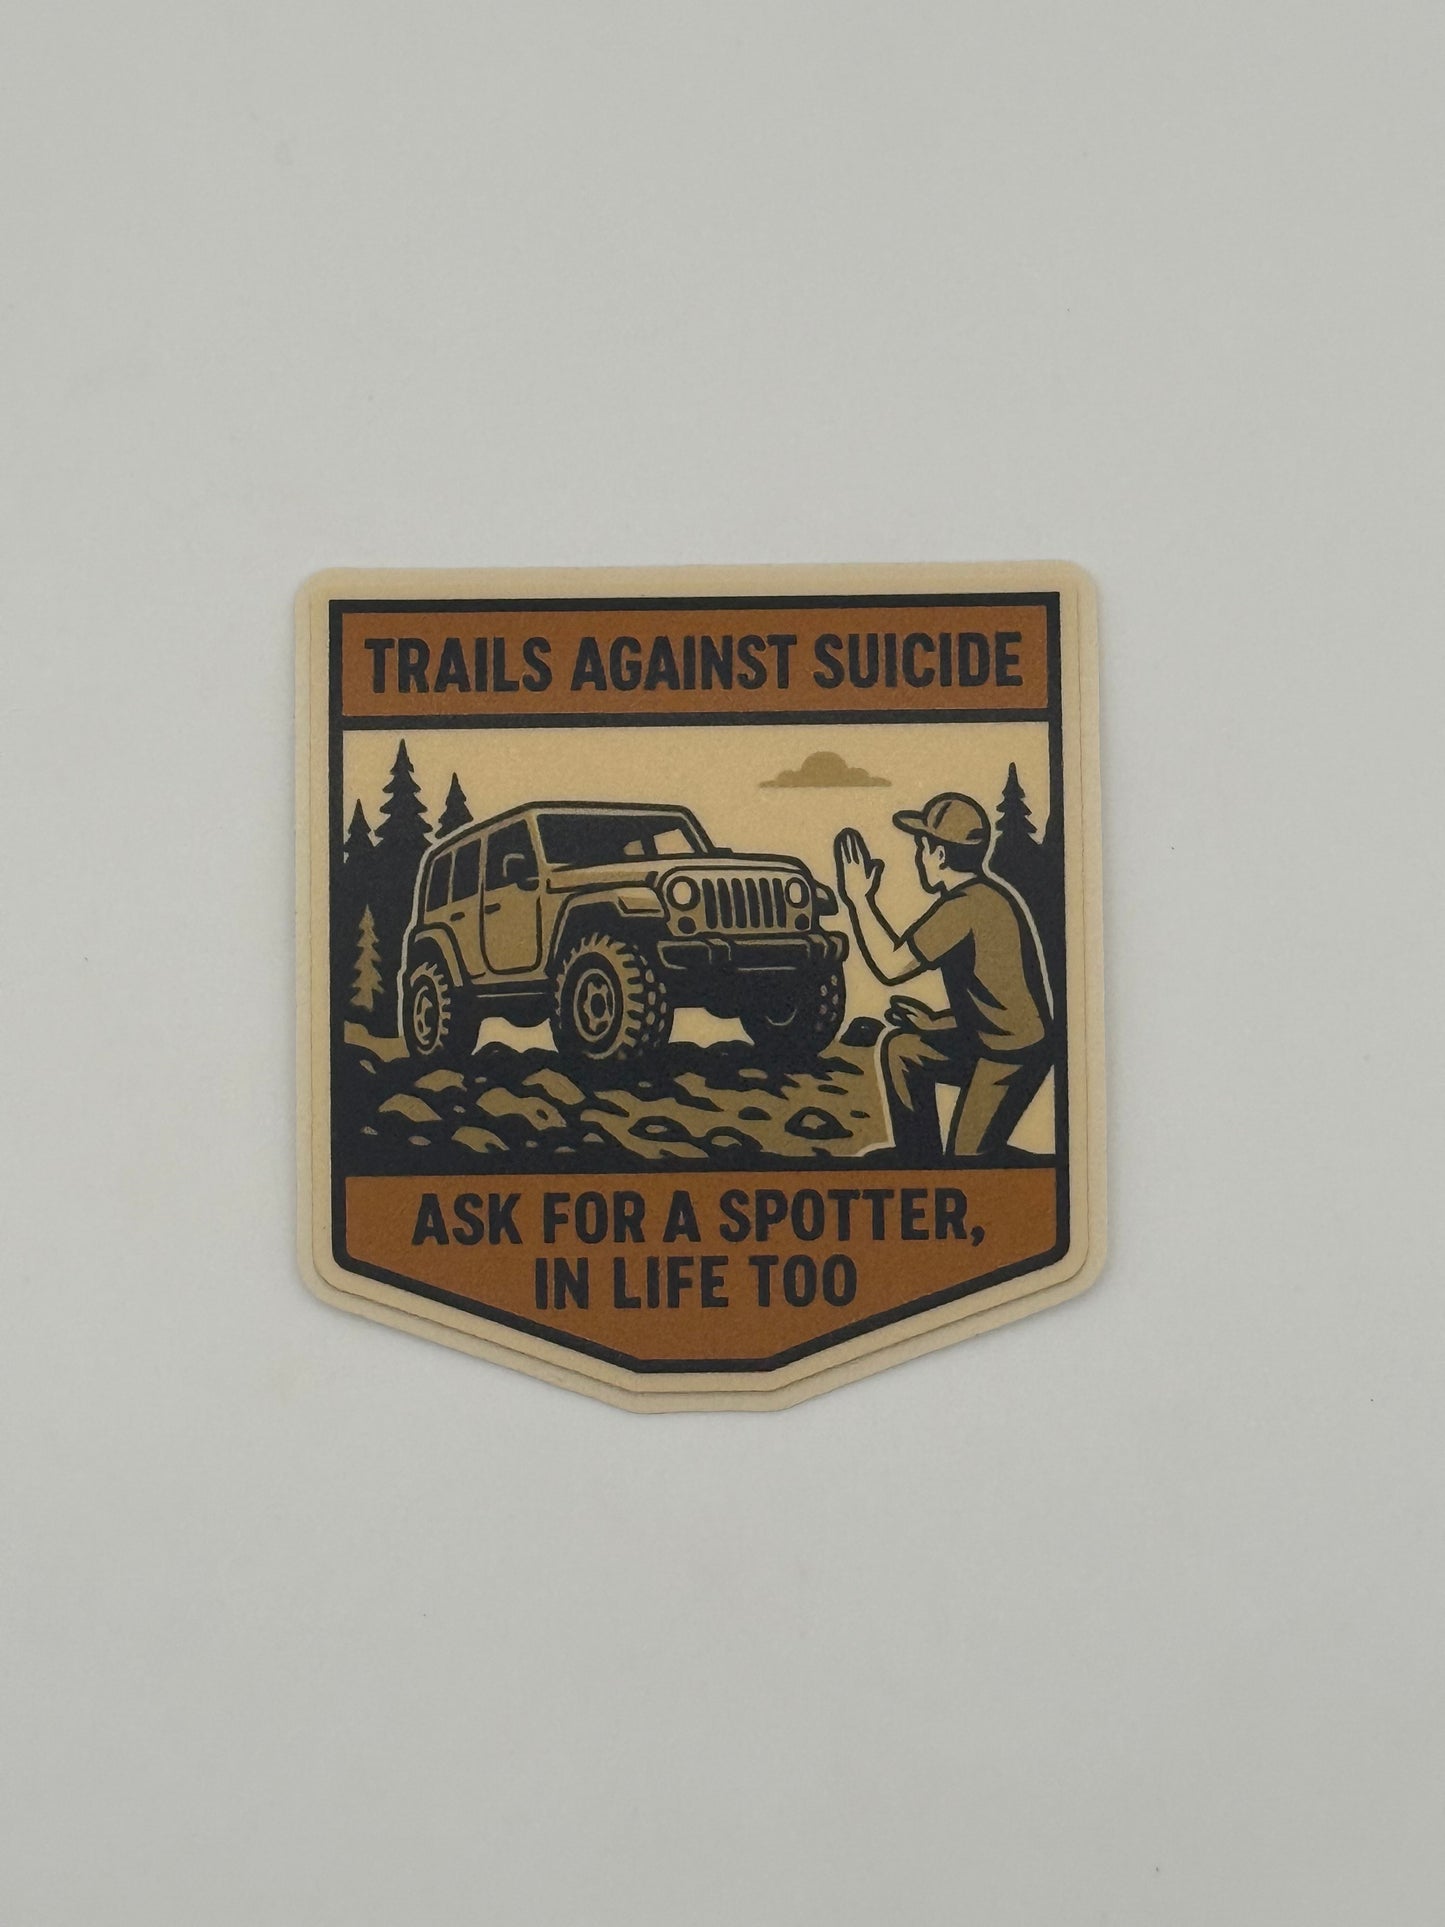 TRAILS AGAINST SUICIDE
ASK FOR A SPOTTER,
IN LIFE TOO